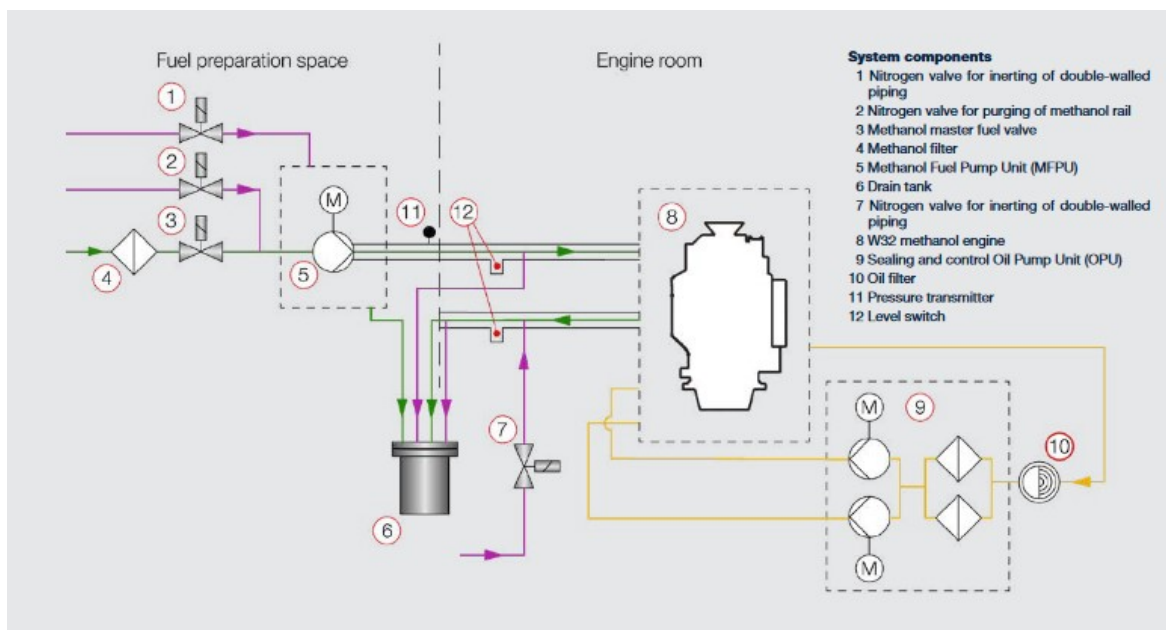 Fuel preparation space
Engine room
System components
1 Nitrogen valve for inerting of double-walled
piping
2 Nitrogen valve for purging of methanol rail
3 Methanol master fuel valve
4 Methanol filter
5 Methanol Fuel Pump Unit (MFPU)
6 Drain tank
7 Nitrogen valve for inerting of double-walled
piping
8 W32 methanol engine
9 Sealing and control Oil Pump Unit (OPU)
10 Oil filter
11 Pressure transmitter
12 Level switch
1
2
M
11
12
8
3
4
5
M
9
7
10
6
M